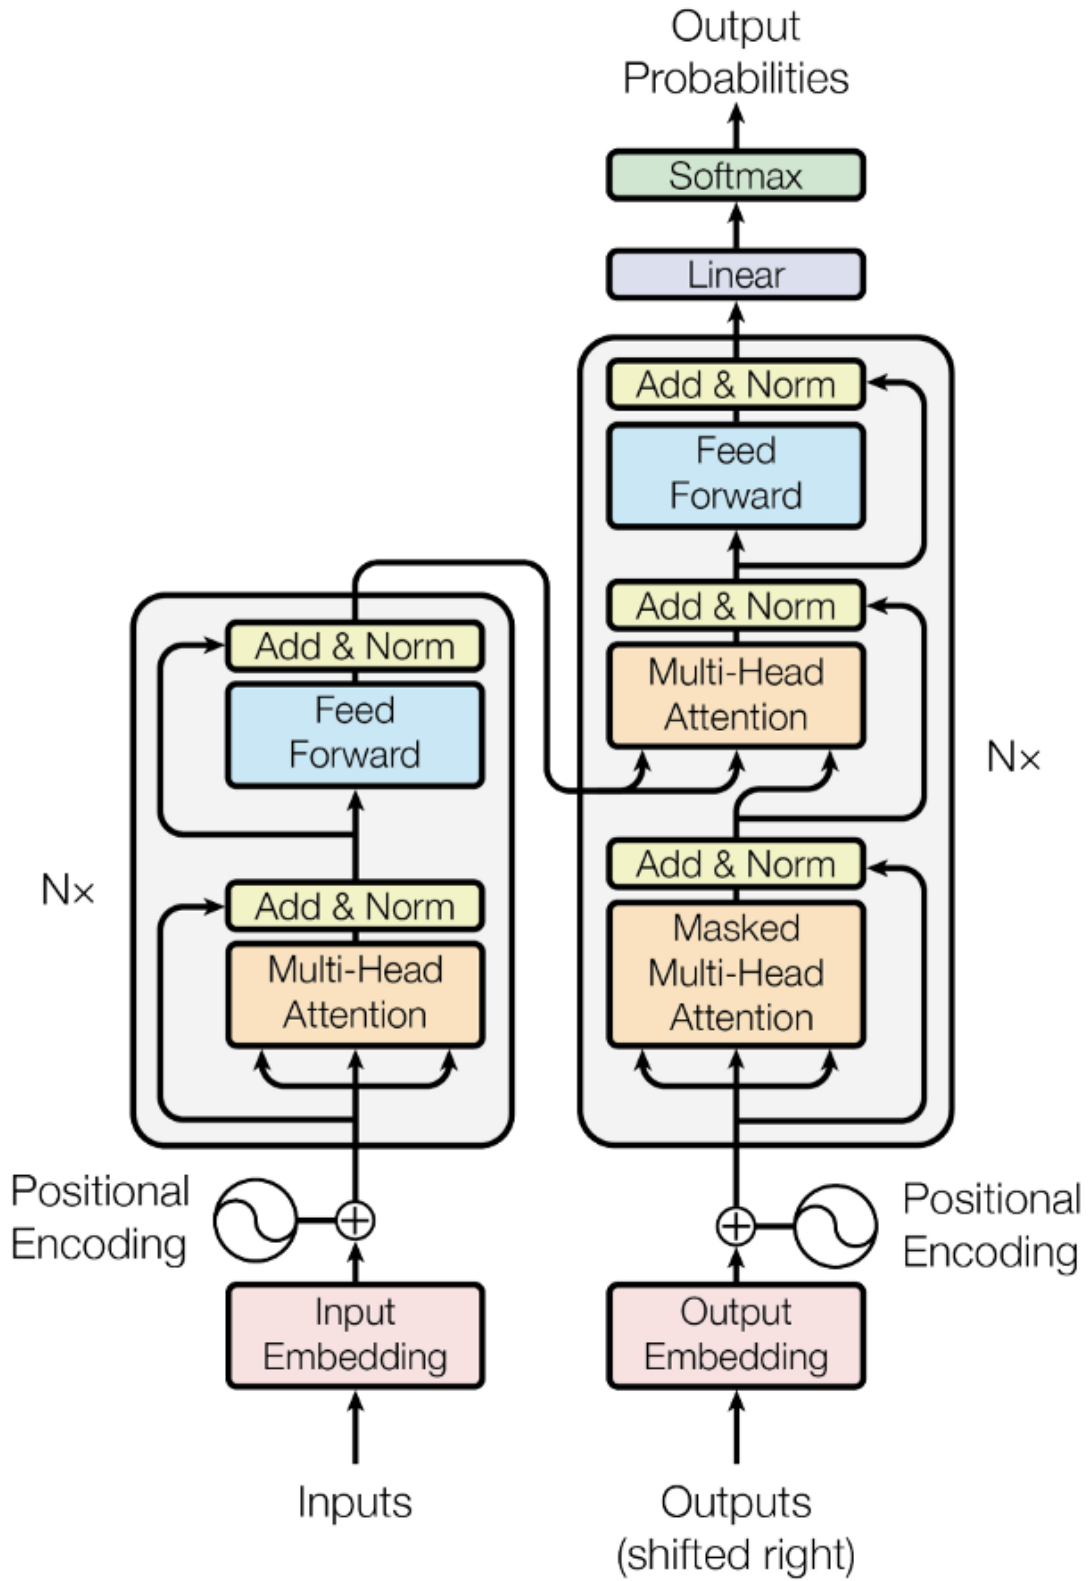 Output
Probabilities
Softmax
Linear
Add & Norm
Feed
Forward
Add & Norm
Multi-Head
Attention
Add & Norm
Masked
Multi-Head
Attention
N×
Add & Norm
Feed
Forward
Add & Norm
Multi-Head
Attention
N×
Positional
Encoding
Input
Embedding
Inputs
Positional
Encoding
Output
Embedding
Outputs
(shifted right)